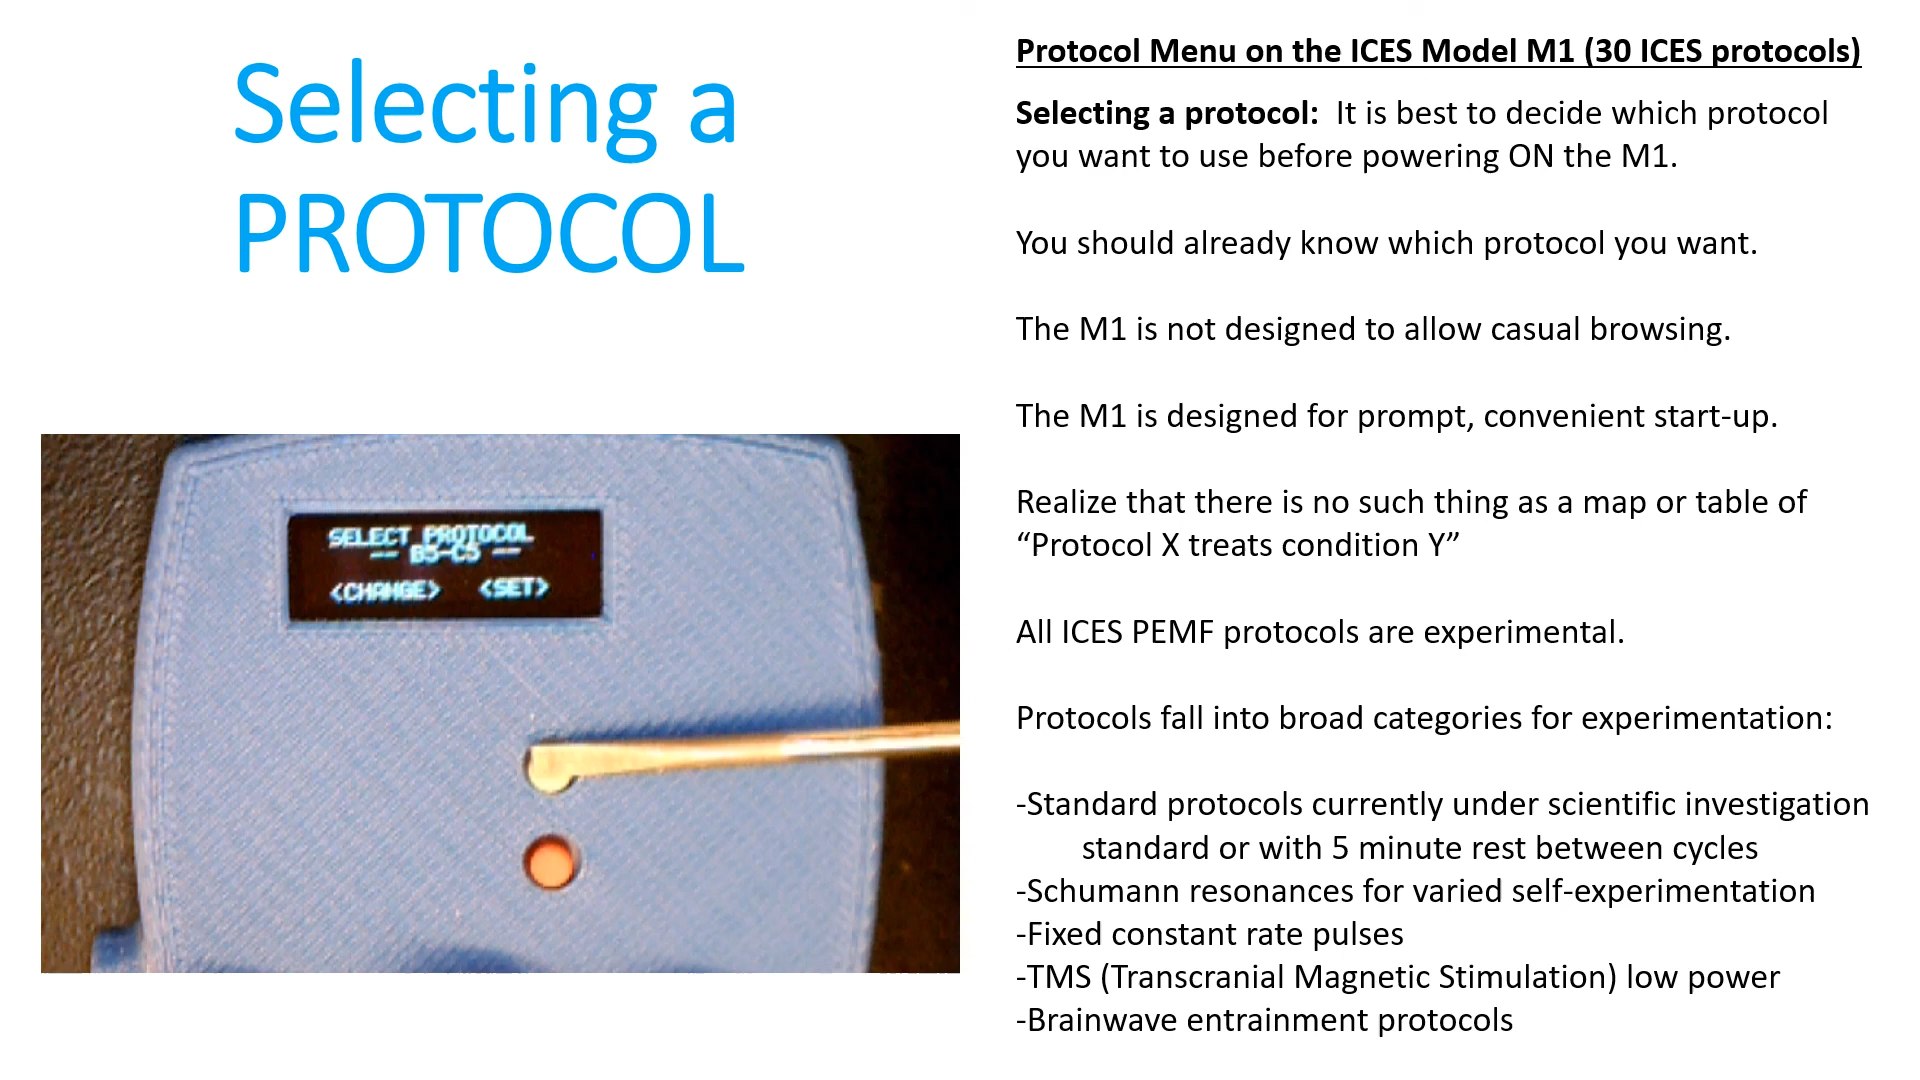 Selecting a
PROTOCOL
SELECT PROTOCOL
-- B5-C5 --
<CHANGE> <SET>
Protocol Menu on the ICES Model M1 (30 ICES protocols)
Selecting a protocol: It is best to decide which protocol
you want to use before powering ON the M1.
You should already know which protocol you want.
The M1 is not designed to allow casual browsing.
The M1 is designed for prompt, convenient start-up.
Realize that there is no such thing as a map or table of
“Protocol X treats condition Y”
All ICES PEMF protocols are experimental.
Protocols fall into broad categories for experimentation:
-Standard protocols currently under scientific investigation
standard or with 5 minute rest between cycles
-Schumann resonances for varied self-experimentation
-Fixed constant rate pulses
-TMS (Transcranial Magnetic Stimulation) low power
-Brainwave entrainment protocols